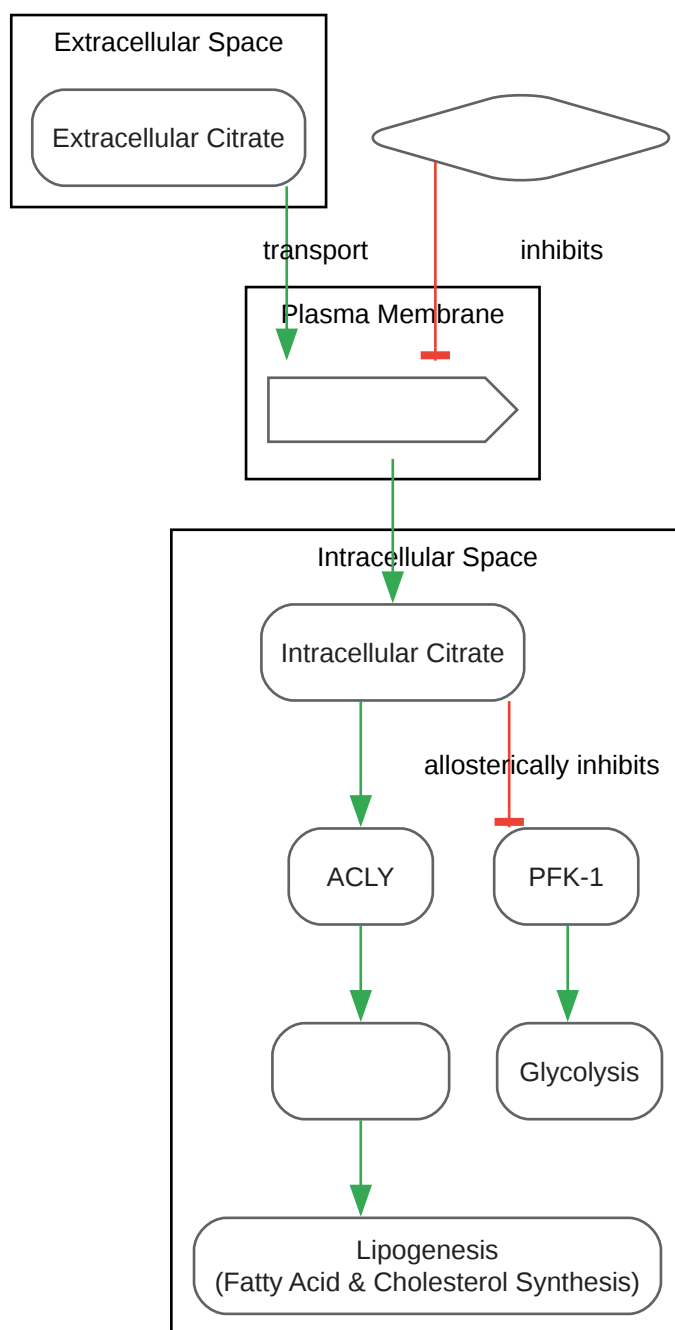 Extracellular Space
Extracellular Citrate
transport
inhibits
Plasma Membrane
Intracellular Space
Intracellular Citrate
allosterically inhibits
ACLY
PFK-1
Glycolysis
Lipogenesis
(Fatty Acid & Cholesterol Synthesis)